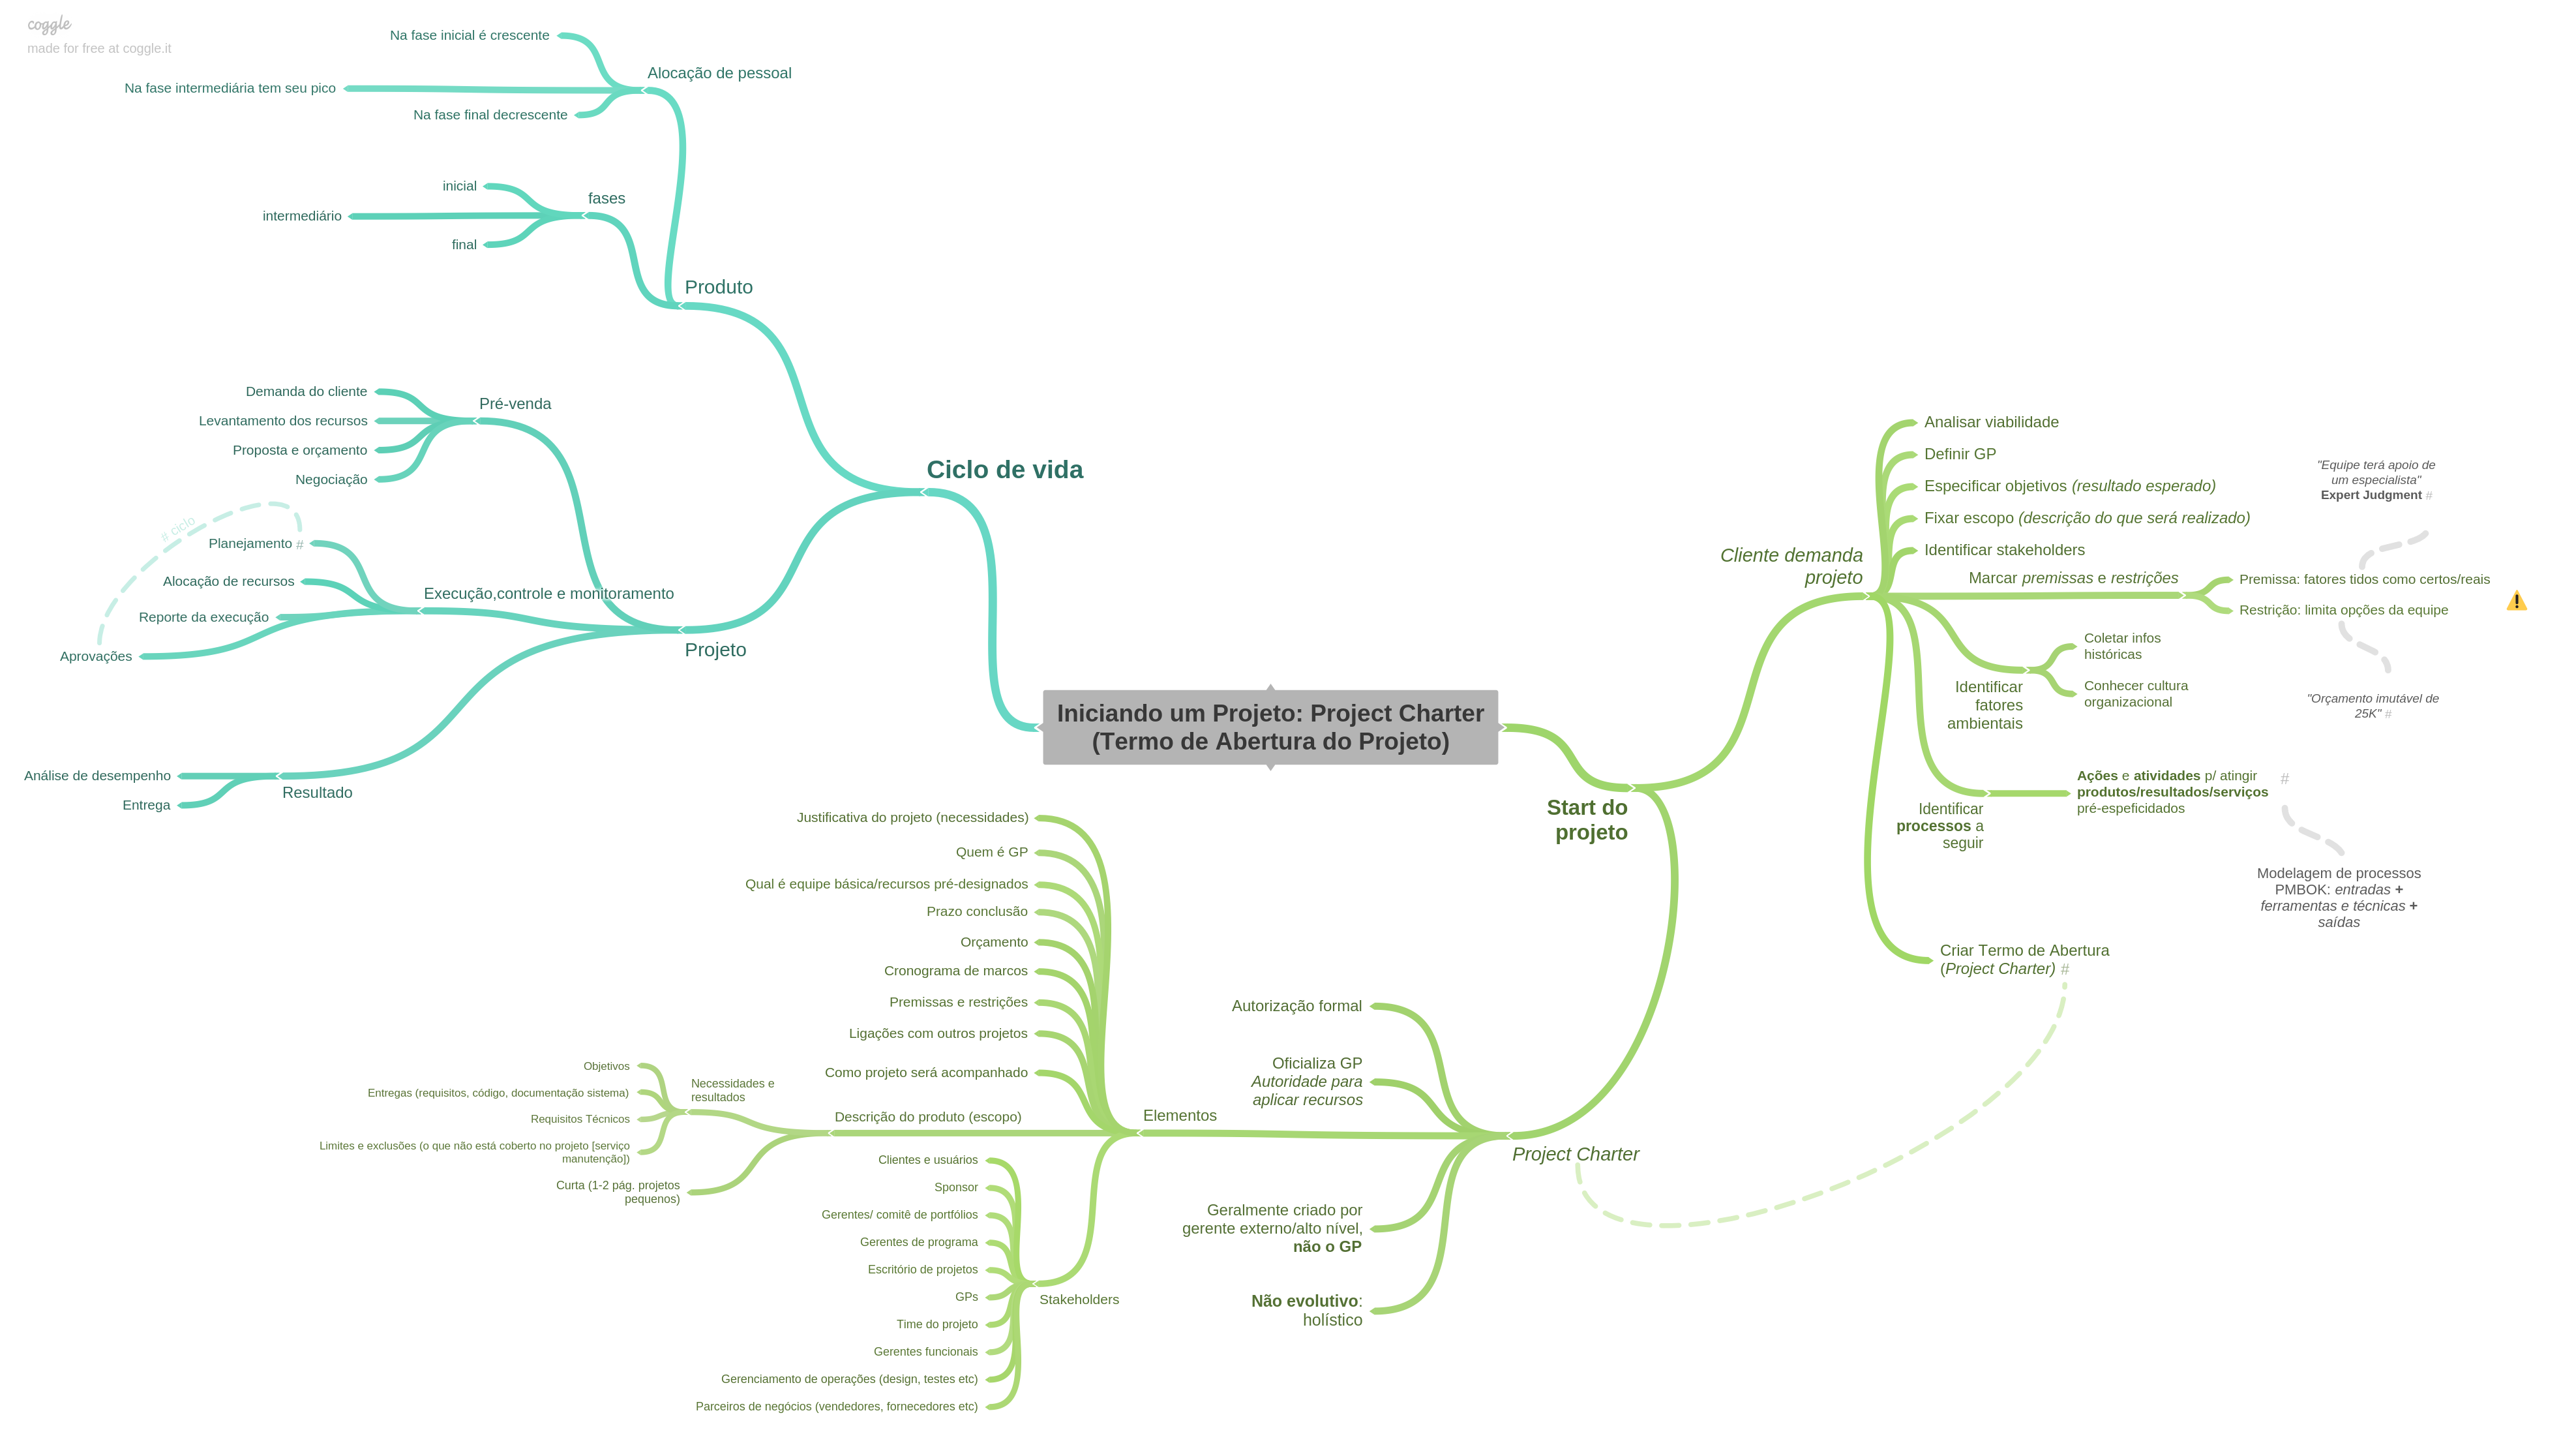 coggle
made for free at coggle.it
Na fase inicial é crescente
Alocação de pessoal
Na fase intermediária tem seu pico
Na fase final decrescente
inicial
fases
intermediário
final
Produto
Demanda do cliente
Pré-venda
Levantamento dos recursos
Proposta e orçamento
Negociação
Ciclo de vida
# ciclo
Planejamento #
Alocação de recursos
Execução,controle e monitoramento
Reporte da execução
Aprovações
Projeto
Análise de desempenho
Resultado
Entrega
Iniciando um Projeto: Project Charter
(Termo de Abertura do Projeto)
Start do
projeto
Cliente demanda
projeto
Analisar viabilidade
Definir GP
Especificar objetivos (resultado esperado)
Fixar escopo (descrição do que será realizado)
Identificar stakeholders
Marcar premissas e restrições
"Equipe terá apoio de
um especialista"
Expert Judgment #
Premissa: fatores tidos como certos/reais
Restrição: limita opções da equipe
"Orçamento imutável de
25K" #
Identificar
fatores
ambientais
Coletar infos
históricas
Conhecer cultura
organizacional
Identificar
processos a
seguir
Ações e atividades p/ atingir #
produtos/resultados/serviços
pré-espeficidados
Modelagem de processos
PMBOK: entradas +
ferramentas e técnicas +
saídas
Criar Termo de Abertura
(Project Charter) #
Project Charter
Autorização formal
Oficializa GP
Autoridade para
aplicar recursos
Elementos
Geralmente criado por
gerente externo/alto nível,
não o GP
Não evolutivo:
holístico
Justificativa do projeto (necessidades)
Quem é GP
Qual é equipe básica/recursos pré-designados
Prazo conclusão
Orçamento
Cronograma de marcos
Premissas e restrições
Ligações com outros projetos
Como projeto será acompanhado
Descrição do produto (escopo)
Necessidades e
resultados
Objetivos
Entregas (requisitos, código, documentação sistema)
Requisitos Técnicos
Limites e exclusões (o que não está coberto no projeto [serviço
manutenção])
Curta (1-2 pág. projetos
pequenos)
Stakeholders
Clientes e usuários
Sponsor
Gerentes/ comitê de portfólios
Gerentes de programa
Escritório de projetos
GPs
Time do projeto
Gerentes funcionais
Gerenciamento de operações (design, testes etc)
Parceiros de negócios (vendedores, fornecedores etc)